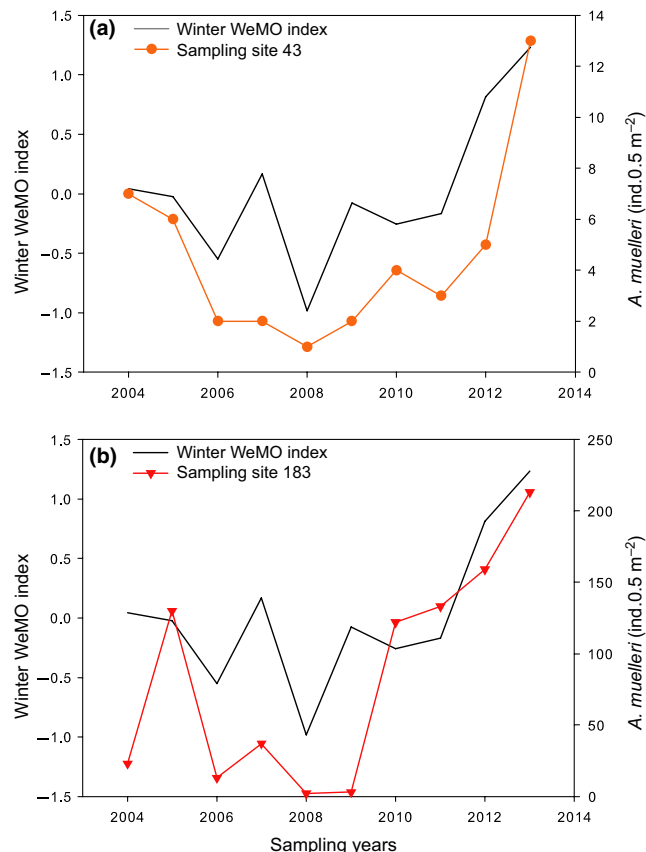 (a)
Winter WeMO index
Sampling site 43
1.5
1.0
0.5
0.0
−0.5
−1.0
−1.5
Winter WeMO index
14
12
10
8
6
4
2
0
A. muelleri (ind.0.5 m⁻²)
2004 2006 2008 2010 2012 2014
(b)
Winter WeMO index
Sampling site 183
1.5
1.0
0.5
0.0
−0.5
−1.0
−1.5
Winter WeMO index
250
200
150
100
50
0
A. muelleri (ind.0.5 m⁻²)
2004 2006 2008 2010 2012 2014
Sampling years